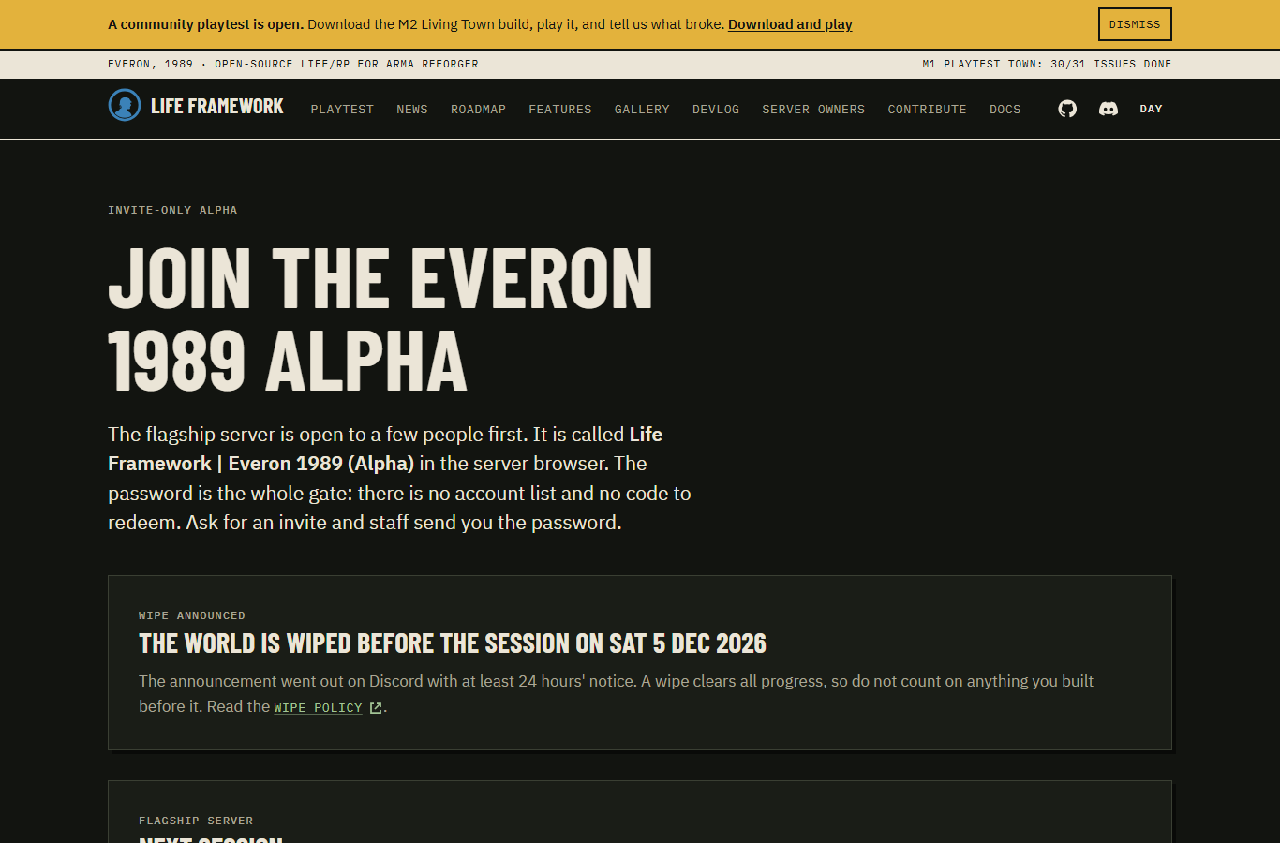 A community playtest is open. Download the M2 Living Town build, play it, and tell us what broke. Download and play
DISMISS
EVERON, 1989 · OPEN-SOURCE LIFE/RP FOR ARMA REFORGER
M1 PLAYTEST TOWN: 30/31 ISSUES DONE
LIFE FRAMEWORK
PLAYTEST
NEWS
ROADMAP
FEATURES
GALLERY
DEVLOG
SERVER OWNERS
CONTRIBUTE
DOCS
DAY
INVITE-ONLY ALPHA
JOIN THE EVERON
1989 ALPHA
The flagship server is open to a few people first. It is called Life
Framework | Everon 1989 (Alpha) in the server browser. The
password is the whole gate: there is no account list and no code to
redeem. Ask for an invite and staff send you the password.
WIPE ANNOUNCED
THE WORLD IS WIPED BEFORE THE SESSION ON SAT 5 DEC 2026
The announcement went out on Discord with at least 24 hours' notice. A wipe clears all progress, so do not count on anything you built
before it. Read the WIPE POLICY.
FLAGSHIP SERVER
NEXT SESSION